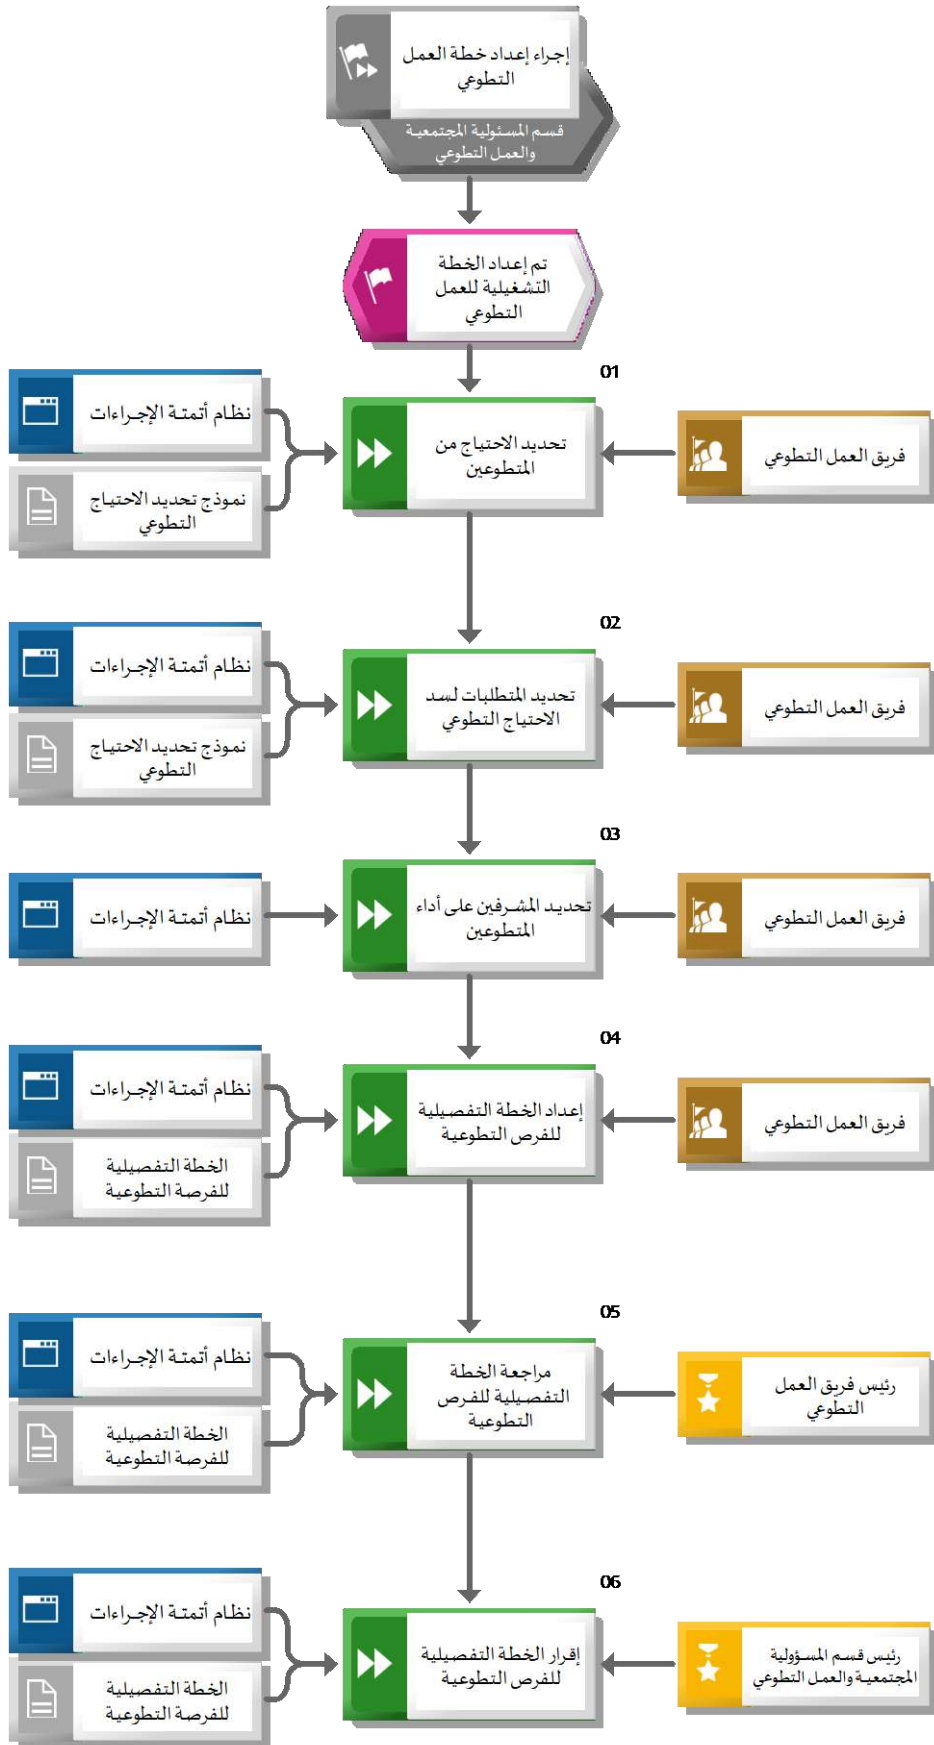 إجراء إعداد خطة العمل
التطوعي
قسم المسئولية المجتمعية
والعمل التطوعي
تم إعداد الخطة
التشغيلية للعمل
التطوعي
01
فريق العمل التطوعي
تحديد الاحتياج من
المتطوعين
نظام أتمتة الإجراءات
نموذج تحديد الاحتياج
التطوعي
02
فريق العمل التطوعي
تحديد المتطلبات لسد
الاحتياج التطوعي
نظام أتمتة الإجراءات
نموذج تحديد الاحتياج
التطوعي
03
فريق العمل التطوعي
تحديد المشرفين على أداء
المتطوعين
نظام أتمتة الإجراءات
04
فريق العمل التطوعي
إعداد الخطة التفصيلية
للفرص التطوعية
نظام أتمتة الإجراءات
الخطة التفصيلية
للفرصة التطوعية
05
رئيس فريق العمل
التطوعي
مراجعة الخطة
التفصيلية للفرص
التطوعية
نظام أتمتة الإجراءات
الخطة التفصيلية
للفرصة التطوعية
06
رئيس قسم المسؤولية
المجتمعية والعمل التطوعي
إقرار الخطة التفصيلية
للفرص التطوعية
نظام أتمتة الإجراءات
الخطة التفصيلية
للفرصة التطوعية